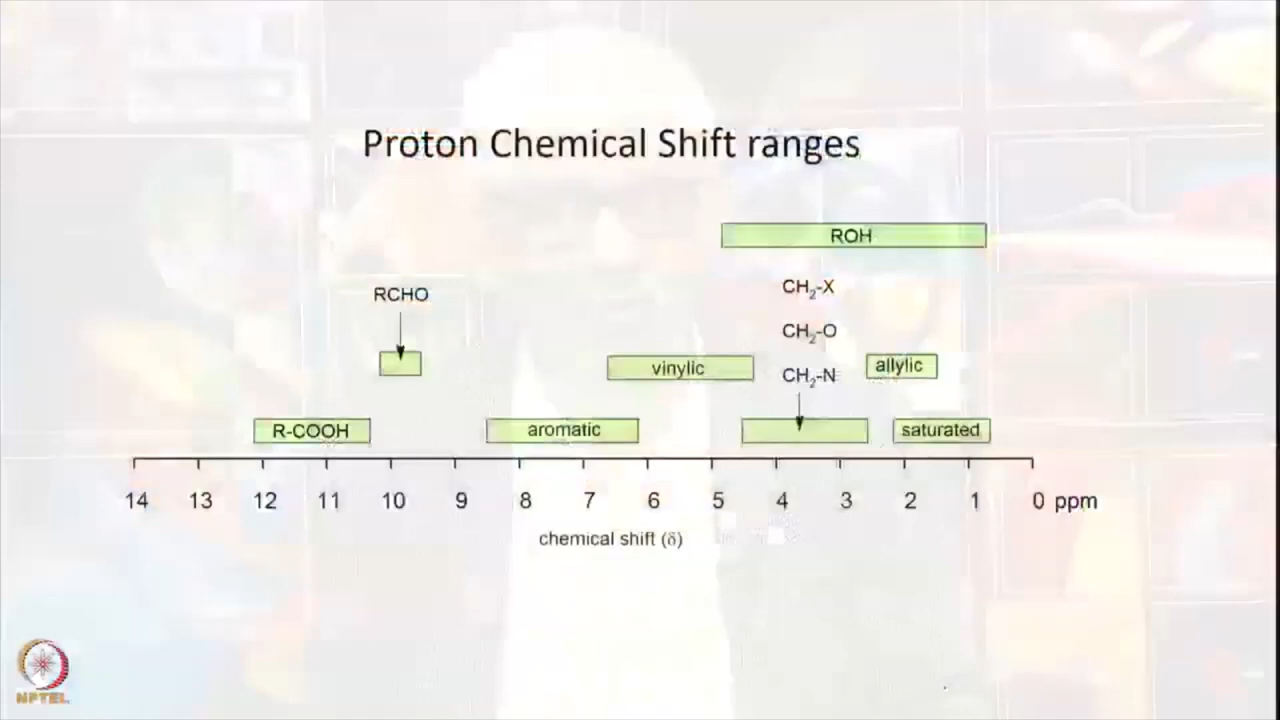 Proton Chemical Shift ranges
ROH
CH₂-X
RCHO
CH₂-O
vinylic
allylic
CH₂-N
R-COOH
aromatic
saturated
14 13 12 11 10 9 8 7 6 5 4 3 2 1 0 ppm
chemical shift (δ)
NPTEL